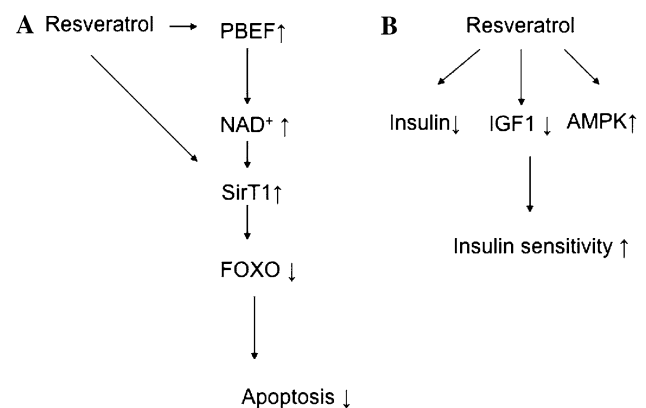 A Resveratrol → PBEF↑
NAD⁺ ↑
SirT1↑
FOXO ↓
Apoptosis ↓
B Resveratrol
Insulin↓ IGF1 ↓ AMPK↑
Insulin sensitivity ↑